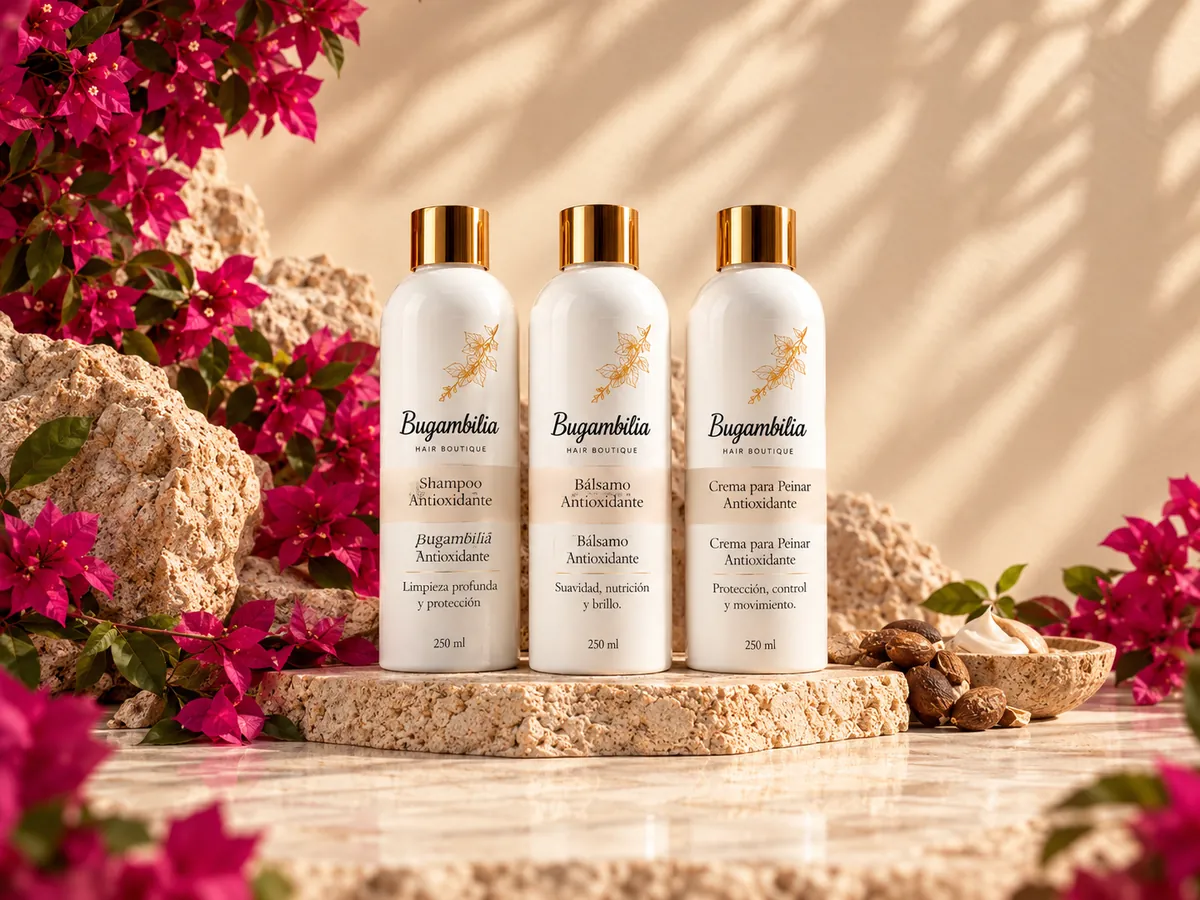 Bugambilia
HAIR BOUTIQUE
Shampoo
Antioxidante
Bugambiliá
Antioxidante
Limpieza profunda
y protección
250 ml
Bugambilia
HAIR BOUTIQUE
Bálsamo
Antioxidante
Bálsamo
Antioxidante
Suavidad, nutrición
y brillo.
250 ml
Bugambilia
HAIR BOUTIQUE
Crema para Peinar
Antioxidante
Crema para Peinar
Antioxidante
Protección, control
y movimiento.
250 ml